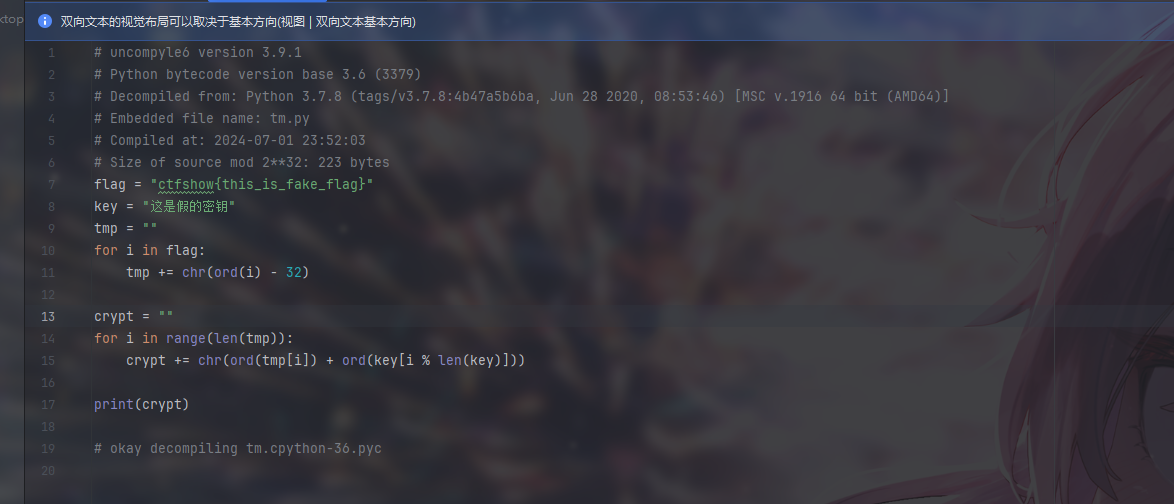 ktop
双向文本的视觉布局可以取决于基本方向(视图 | 双向文本基本方向)
1 # uncompyle6 version 3.9.1
2 # Python bytecode version base 3.6 (3379)
3 # Decompiled from: Python 3.7.8 (tags/v3.7.8:4b47a5b6ba, Jun 28 2020, 08:53:46) [MSC v.1916 64 bit (AMD64)]
4 # Embedded file name: tm.py
5 # Compiled at: 2024-07-01 23:52:03
6 # Size of source mod 2**32: 223 bytes
7 flag = "ctfshow{this_is_fake_flag}"
8 key = "这是假的密钥"
9 tmp = ""
10 for i in flag:
11     tmp += chr(ord(i) - 32)
12
13 crypt = ""
14 for i in range(len(tmp)):
15     crypt += chr(ord(tmp[i]) + ord(key[i % len(key)]))
16
17 print(crypt)
18
19 # okay decompiling tm.cpython-36.pyc
20